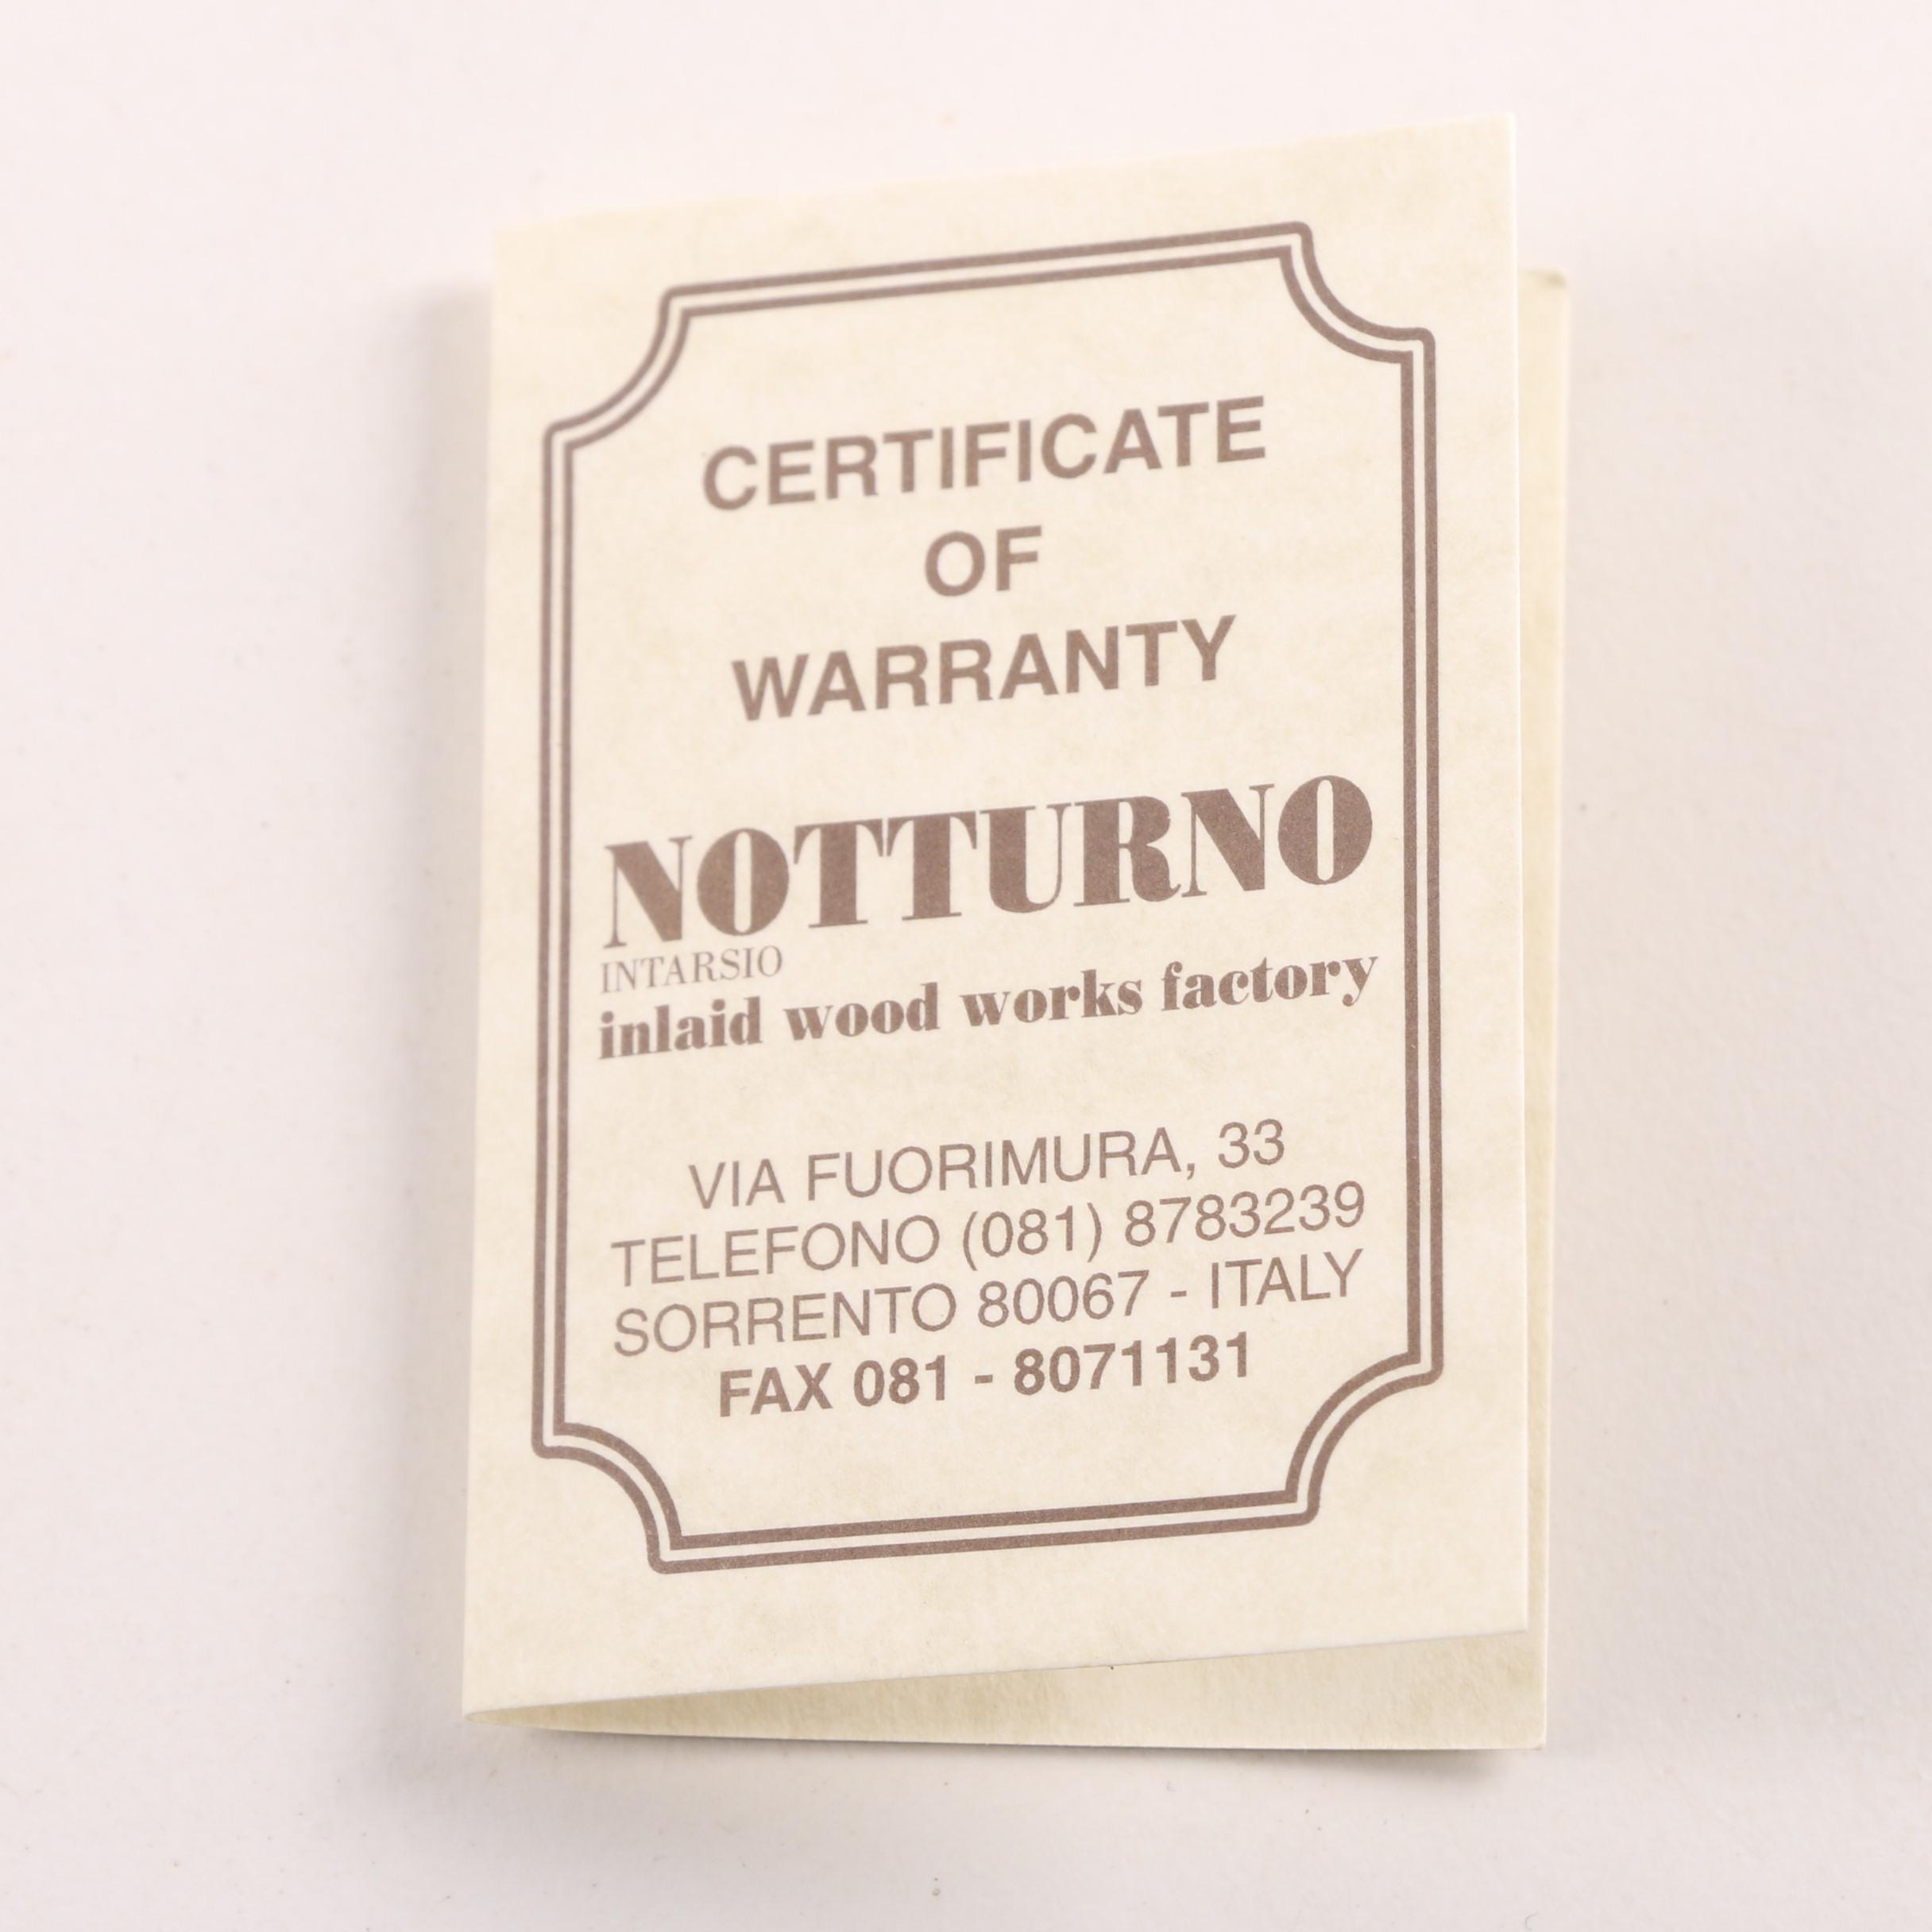 CERTIFICATE
OF
WARRANTY
NOTTURNO
INTARSIO
inlaid wood works factory
VIA FUORIMURA, 33
TELEFONO (081) 8783239
SORRENTO 80067 - ITALY
FAX 081 - 8071131